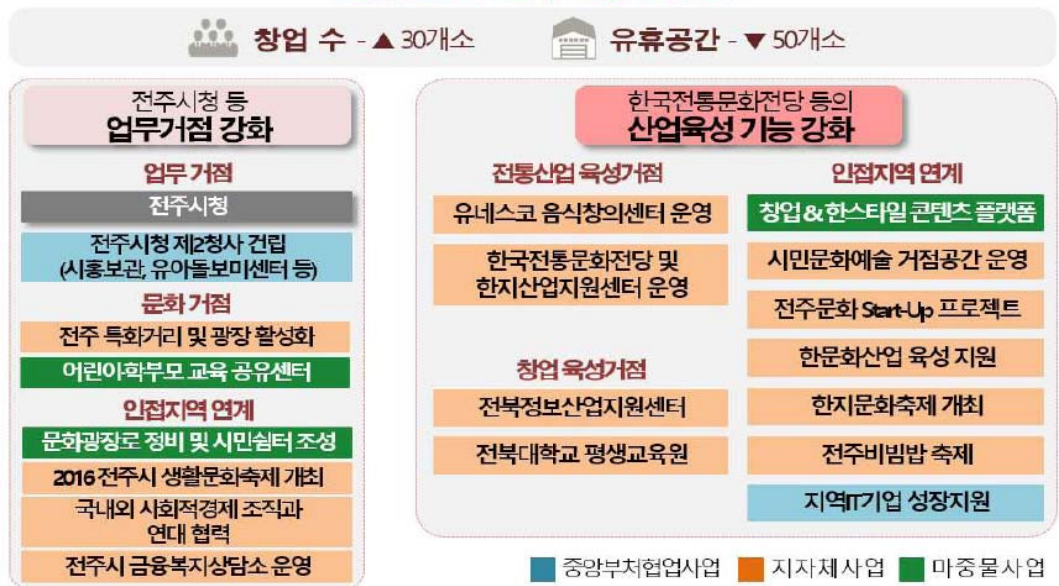 창업 수 - ▲ 30개소
유휴공간 - ▼ 50개소
전주시청 등
업무거점 강화
업무 거점
전주시청
전주시청 제2청사 건립
(시홍보관, 유아돌보미센터 등)
문화 거점
전주 특화거리 및 광장 활성화
어린이·학부모 교육 공유센터
인접지역 연계
문화광장로 정비 및 시민쉼터 조성
2016 전주시 생활문화축제 개최
국내외 사회적경제 조직과
연대 협력
전주시 금융복지상담소 운영
한국전통문화전당 등의
산업육성 기능 강화
전통산업 육성거점
유네스코 음식창의센터 운영
한국전통문화전당 및
한지산업지원센터 운영
창업 육성거점
전북정보산업지원센터
전북대학교 평생교육원
인접지역 연계
창업 & 한스타일 콘텐츠 플랫폼
시민문화예술 거점공간 운영
전주문화 Start-Up 프로젝트
한문화산업 육성 지원
한지문화축제 개최
전주비빔밥 축제
지역IT기업 성장지원
중앙부처협업사업
지자체사업
마중물사업